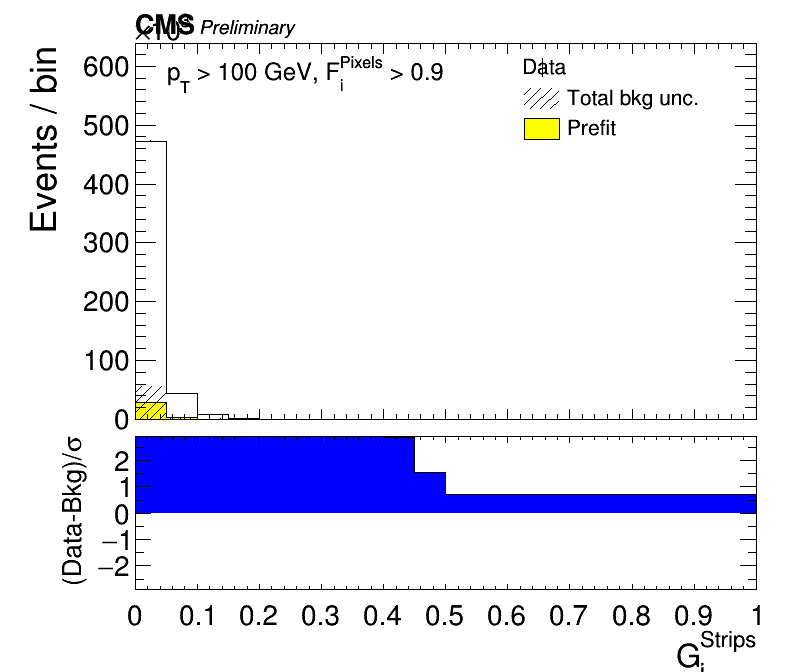 CMS Preliminary
×10³
Events / bin
600
500
400
300
200
100
0
p_T > 100 GeV, F_i^Pixels > 0.9
Data
Total bkg unc.
Prefit
(Data-Bkg)/σ
2
1
0
−1
−2
0 0.1 0.2 0.3 0.4 0.5 0.6 0.7 0.8 0.9 1
G_i^Strips